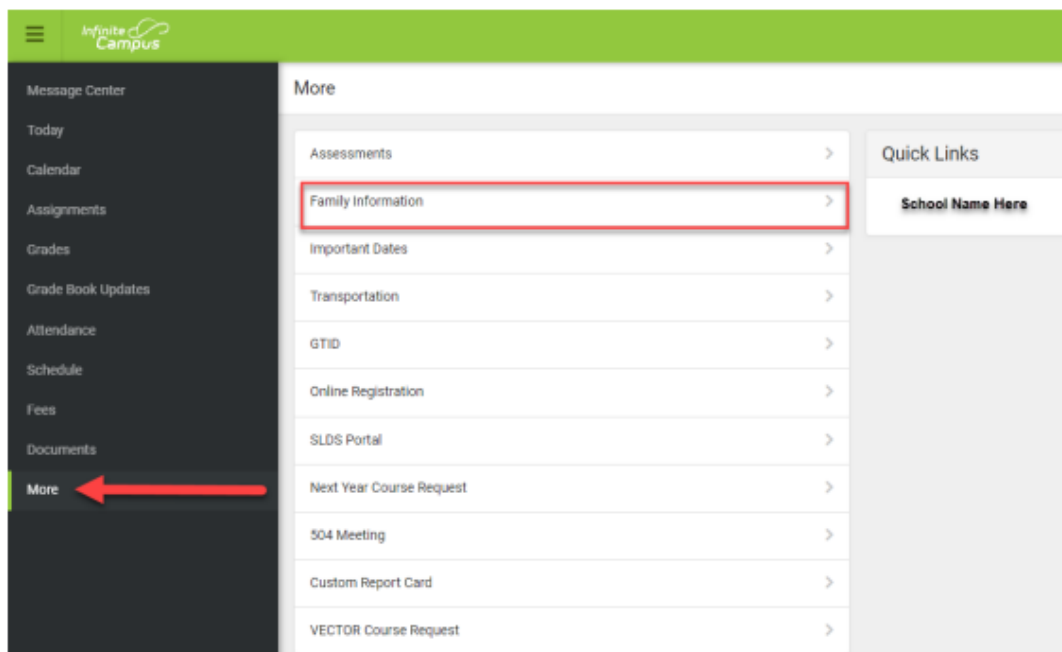 Infinite
Campus
Message Center
Today
Calendar
Assignments
Grades
Grade Book Updates
Attendance
Schedule
Fees
Documents
More
More
Assessments
Family Information
Important Dates
Transportation
GTID
Online Registration
SLDS Portal
Next Year Course Request
504 Meeting
Custom Report Card
VECTOR Course Request
Quick Links
School Name Here